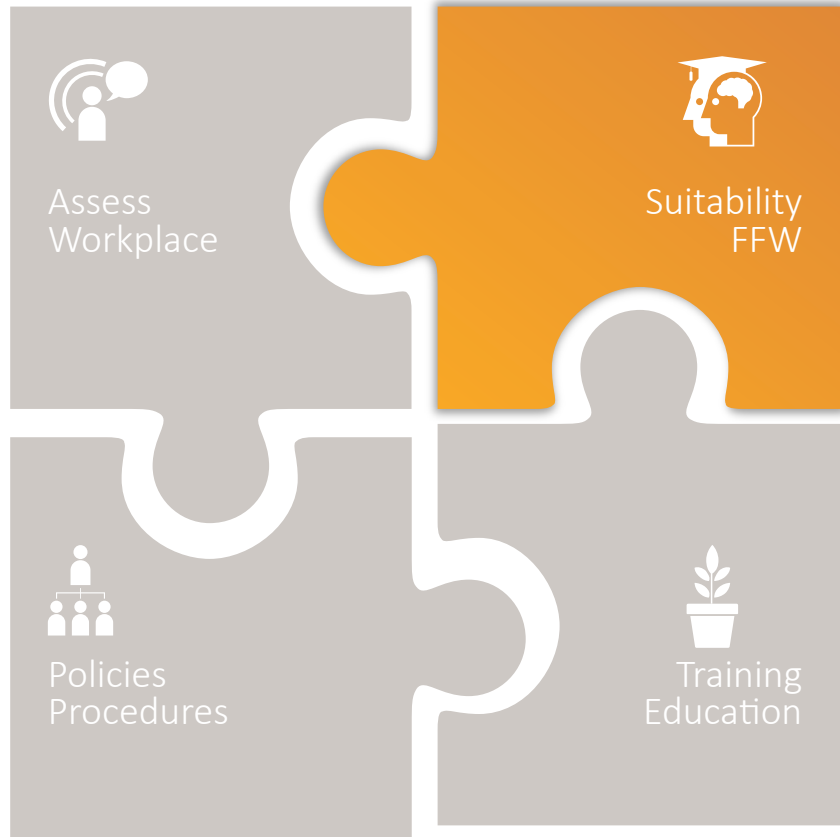 Assess
Workplace
Suitability
FFW
Policies
Procedures
Training
Education